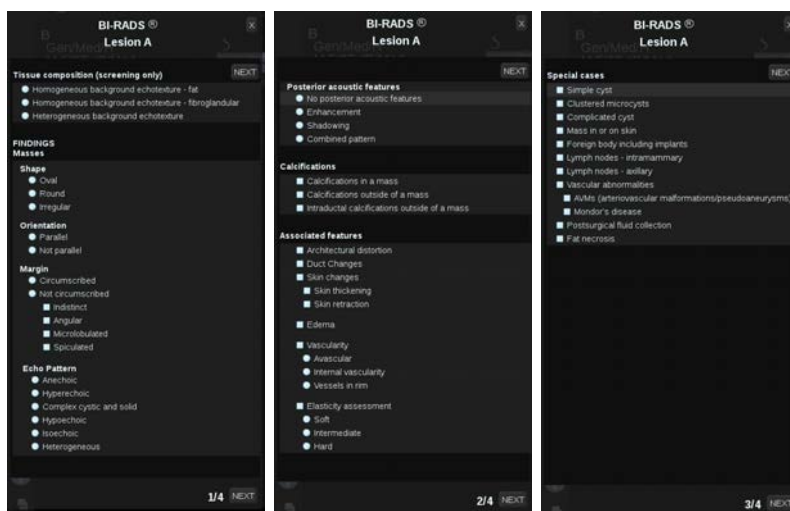 BI-RADS ®
Lesion A
NEXT
Tissue composition (screening only)
Homogeneous background echotexture - fat
Homogeneous background echotexture - fibroglandular
Heterogeneous background echotexture
FINDINGS
Masses
Shape
Oval
Round
Irregular
Orientation
Parallel
Not parallel
Margin
Circumscribed
Not circumscribed
Indistinct
Angular
Microlobulated
Spiculated
Echo Pattern
Anechoic
Hyperechoic
Complex cystic and solid
Hypoechoic
Isoechoic
Heterogeneous
1/4 NEXT
BI-RADS ®
Lesion A
NEXT
Posterior acoustic features
No posterior acoustic features
Enhancement
Shadowing
Combined pattern
Calcifications
Calcifications in a mass
Calcifications outside of a mass
Intraductal calcifications outside of a mass
Associated features
Architectural distortion
Duct Changes
Skin changes
Skin thickening
Skin retraction
Edema
Vascularity
Avascular
Internal vascularity
Vessels in rim
Elasticity assessment
Soft
Intermediate
Hard
2/4 NEXT
BI-RADS ®
Lesion A
NEXT
Special cases
Simple cyst
Clustered microcysts
Complicated cyst
Mass in or on skin
Foreign body including implants
Lymph nodes - intramammary
Lymph nodes - axillary
Vascular abnormalities
AVMs (arteriovascular malformations/pseudoaneurysms)
Mondor's disease
Postsurgical fluid collection
Fat necrosis
3/4 NEXT